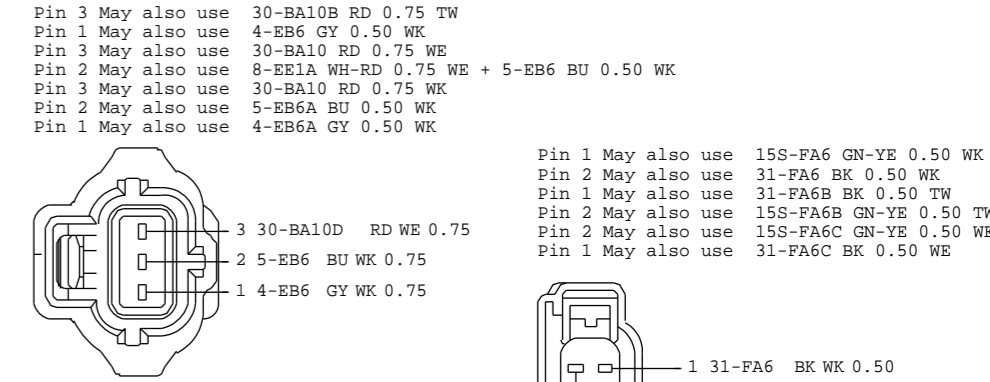 Pin 3 May also use 30-BA10B RD 0.75 TW
Pin 1 May also use 4-EB6 GY 0.50 WK
Pin 3 May also use 30-BA10 RD 0.75 WE
Pin 2 May also use 8-EE1A WH-RD 0.75 WE + 5-EB6 BU 0.50 WK
Pin 3 May also use 30-BA10 RD 0.75 WK
Pin 2 May also use 5-EB6A BU 0.50 WK
Pin 1 May also use 4-EB6A GY 0.50 WK
3 30-BA10D RD WE 0.75
2 5-EB6 BU WK 0.75
1 4-EB6 GY WK 0.75
Pin 1 May also use 15S-FA6 GN-YE 0.50 WK
Pin 2 May also use 31-FA6 BK 0.50 WK
Pin 1 May also use 31-FA6B BK 0.50 TW
Pin 2 May also use 15S-FA6B GN-YE 0.50 TW
Pin 2 May also use 15S-FA6C GN-YE 0.50 WE
Pin 1 May also use 31-FA6C BK 0.50 WE
1 31-FA6 BK WK 0.50